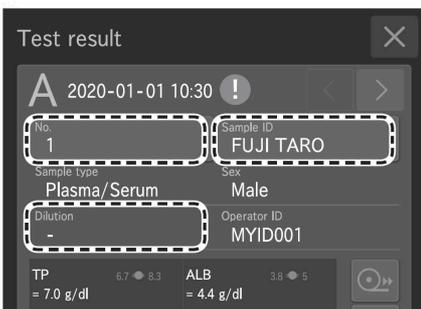 Test result
A 2020-01-01 10:30 !
No. Sample ID
1 FUJI TARO
Sample type Sex
Plasma/Serum Male
Dilution Operator ID
- MYID001
TP 6.7 8.3 ALB 3.8 5
= 7.0 g/dl = 4.4 g/dl